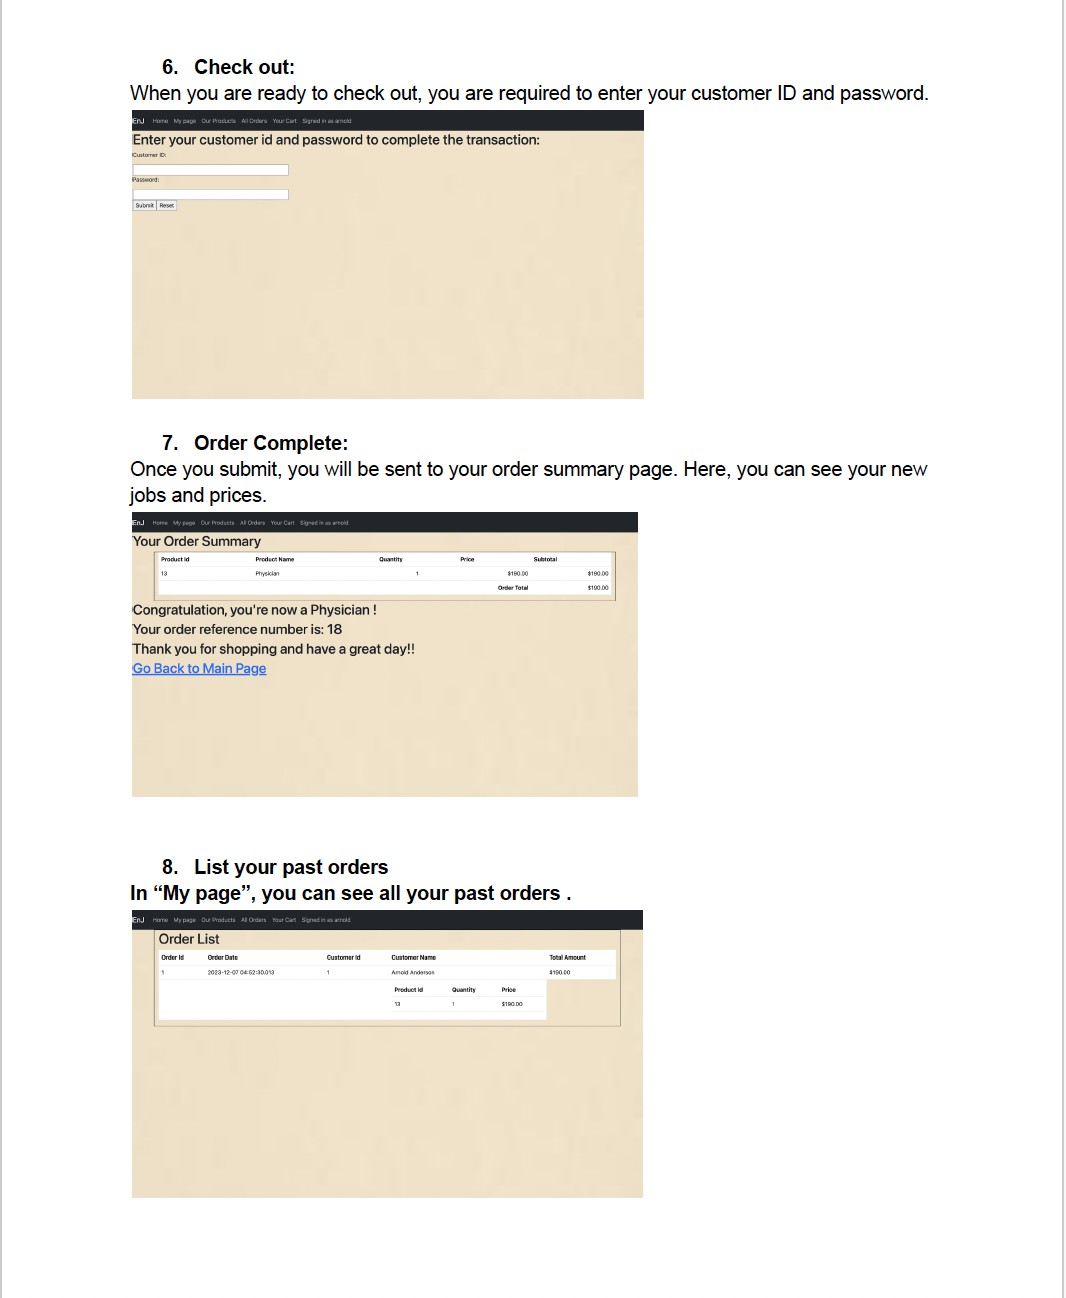 6. Check out:
When you are ready to check out, you are required to enter your customer ID and password.
EnJ Home My page Our Products All Orders Your Cart Signed in as arnold
Enter your customer id and password to complete the transaction:
Customer ID:
Password:
Submit Reset
7. Order Complete:
Once you submit, you will be sent to your order summary page. Here, you can see your new
jobs and prices.
EnJ Home My page Our Products All Orders Your Cart Signed in as arnold
Your Order Summary
Product Id Product Name Quantity Price Subtotal
13 Physician 1 $190.00 $190.00
Order Total $190.00
Congratulation, you're now a Physician !
Your order reference number is: 18
Thank you for shopping and have a great day!!
Go Back to Main Page
8. List your past orders
In “My page”, you can see all your past orders .
EnJ Home My page Our Products All Orders Your Cart Signed in as arnold
Order List
Order Id Order Date Customer Id Customer Name Total Amount
1 2023-12-07 04:52:30.013 1 Arnold Anderson $190.00
Product Id Quantity Price
13 1 $190.00